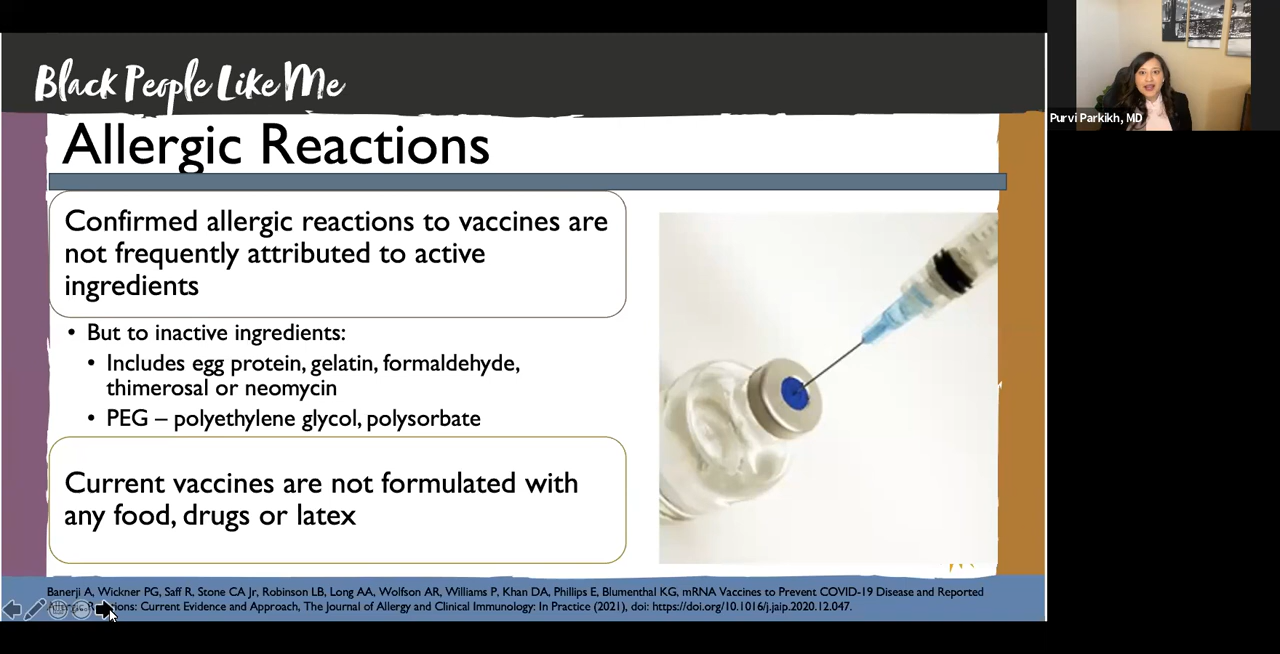 Black People Like Me
Purvi Parkikh, MD
Allergic Reactions
Confirmed allergic reactions to vaccines are
not frequently attributed to active
ingredients
• But to inactive ingredients:
• Includes egg protein, gelatin, formaldehyde,
thimerosal or neomycin
• PEG – polyethylene glycol, polysorbate
Current vaccines are not formulated with
any food, drugs or latex
Banerji A, Wickner PG, Saff R, Stone CA Jr, Robinson LB, Long AA, Wolfson AR, Williams P, Khan DA, Phillips E, Blumenthal KG, mRNA Vaccines to Prevent COVID-19 Disease and Reported
Allergic Reactions: Current Evidence and Approach, The Journal of Allergy and Clinical Immunology: In Practice (2021), doi: https://doi.org/10.1016/j.jaip.2020.12.047.